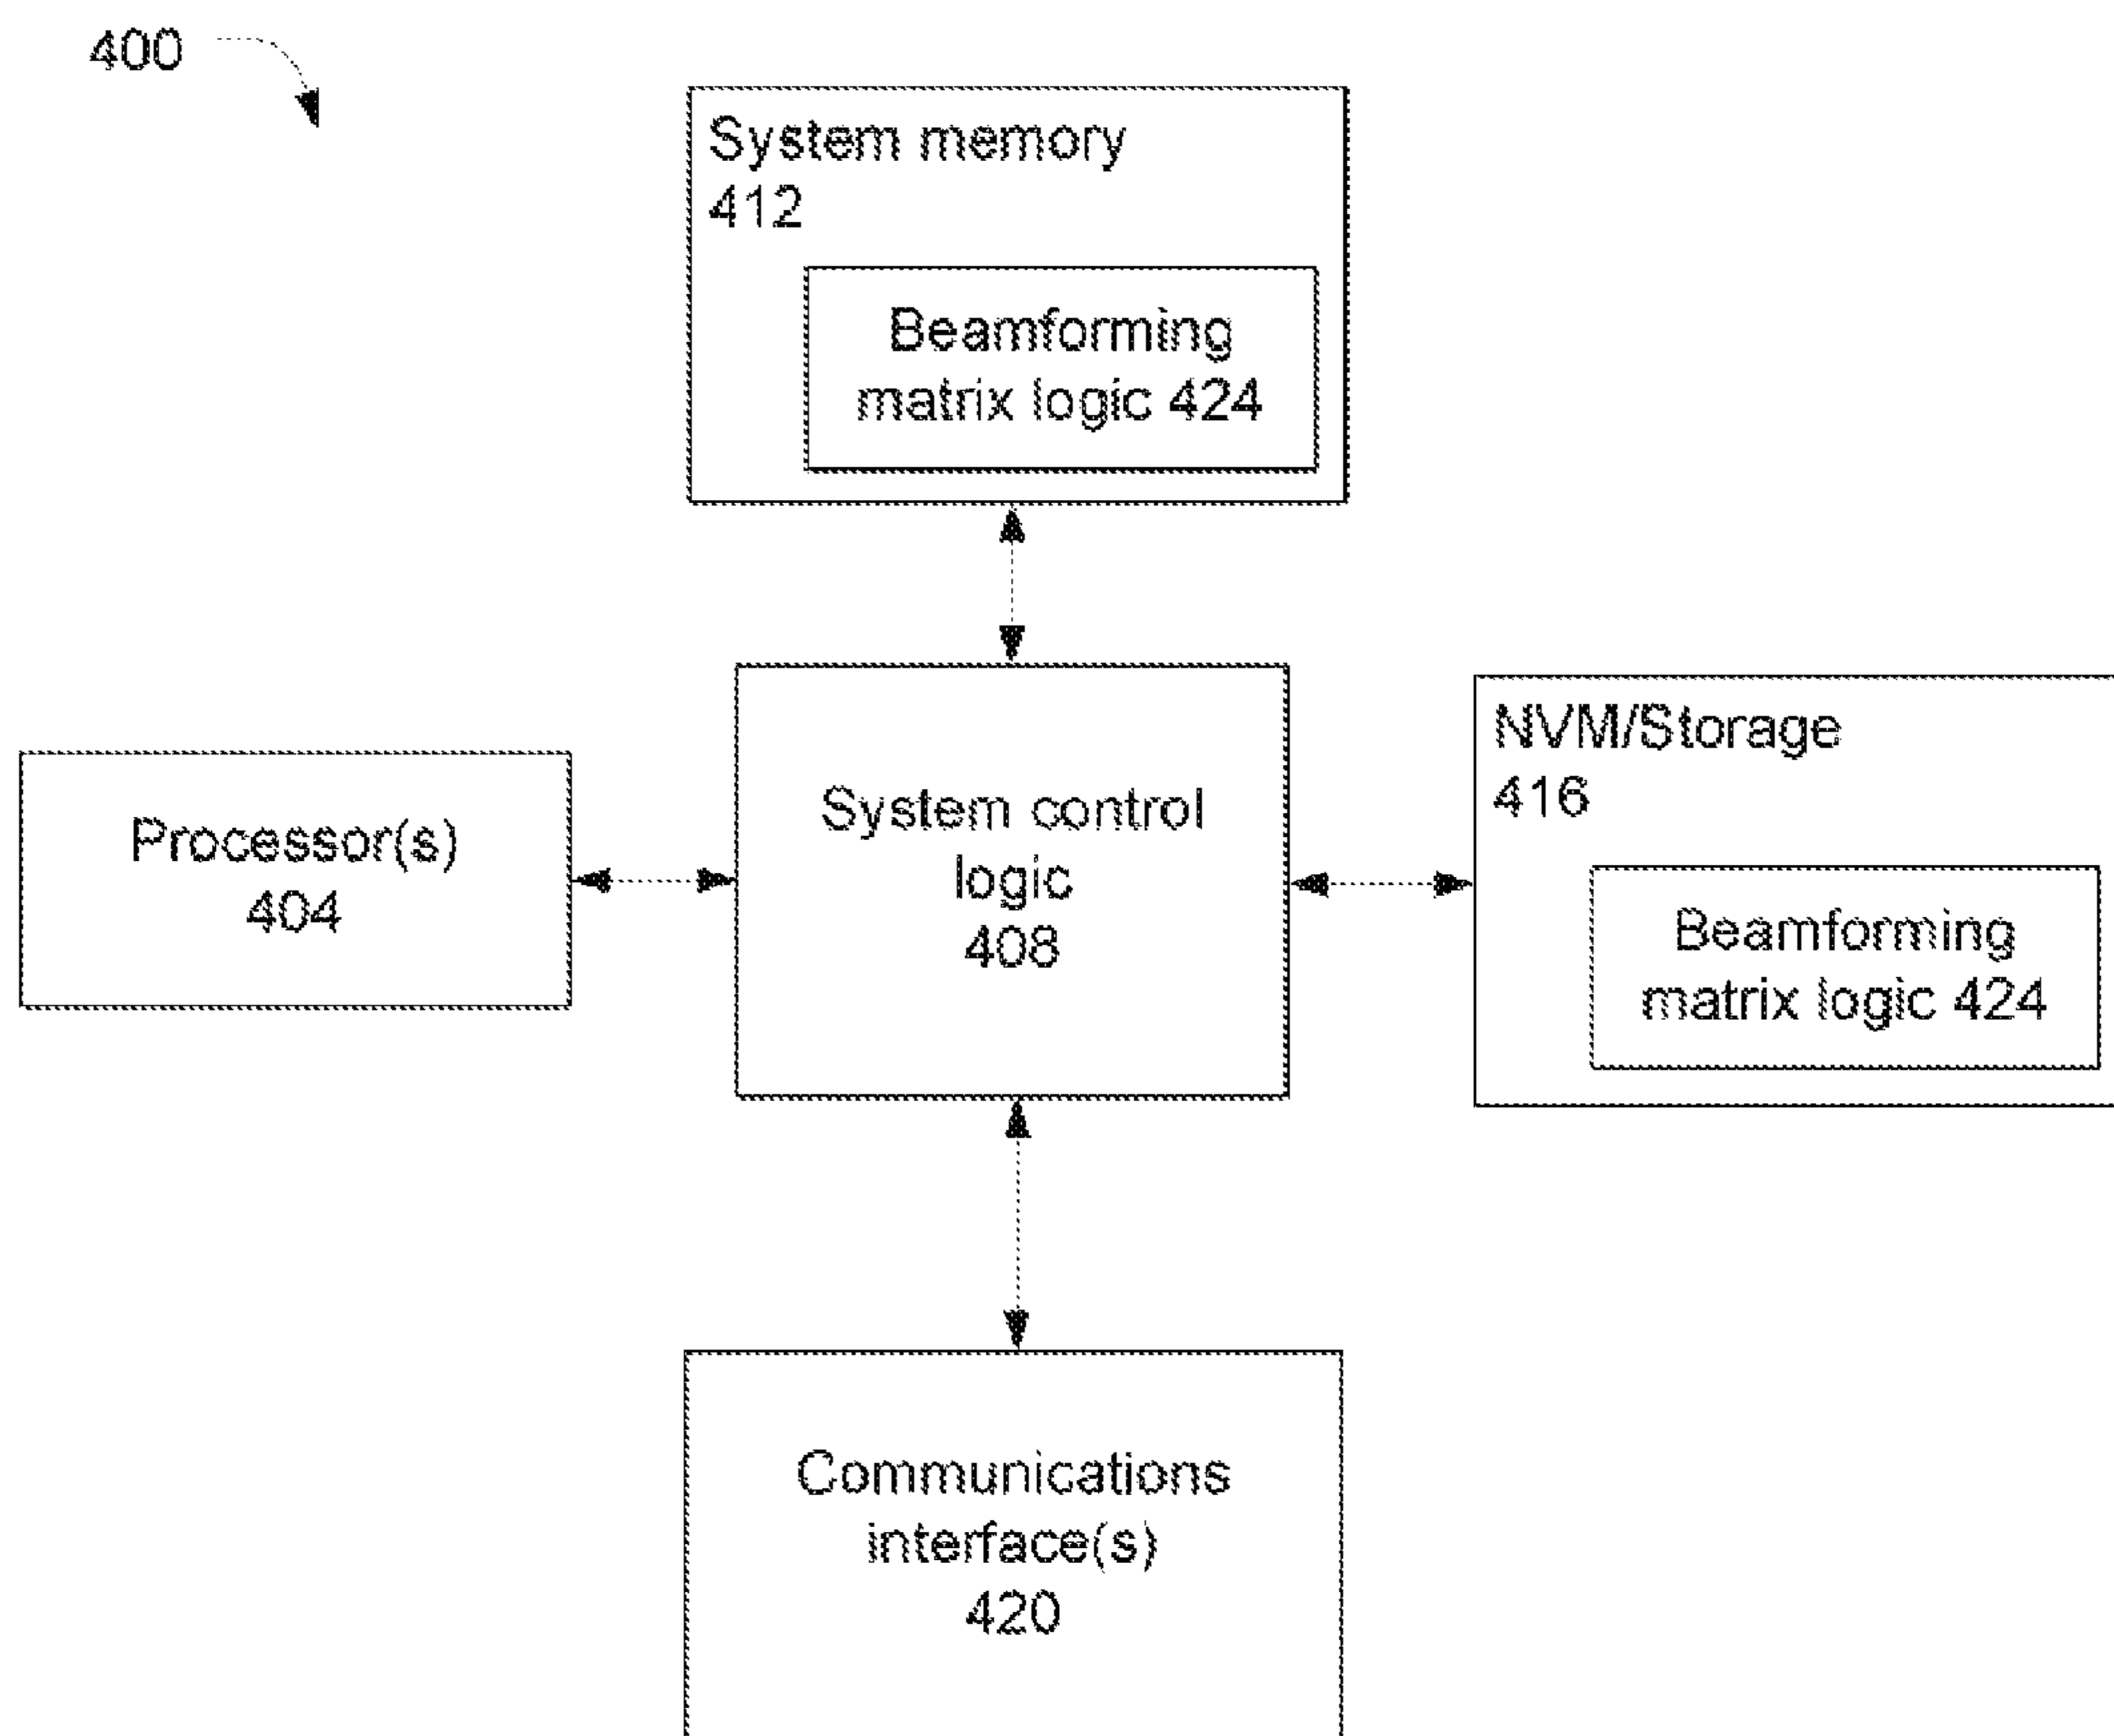 400
System memory
412
Beamforming
matrix logic 424
Processor(s)
404
System control
logic
408
NVM/Storage
416
Beamforming
matrix logic 424
Communications
interface(s)
420